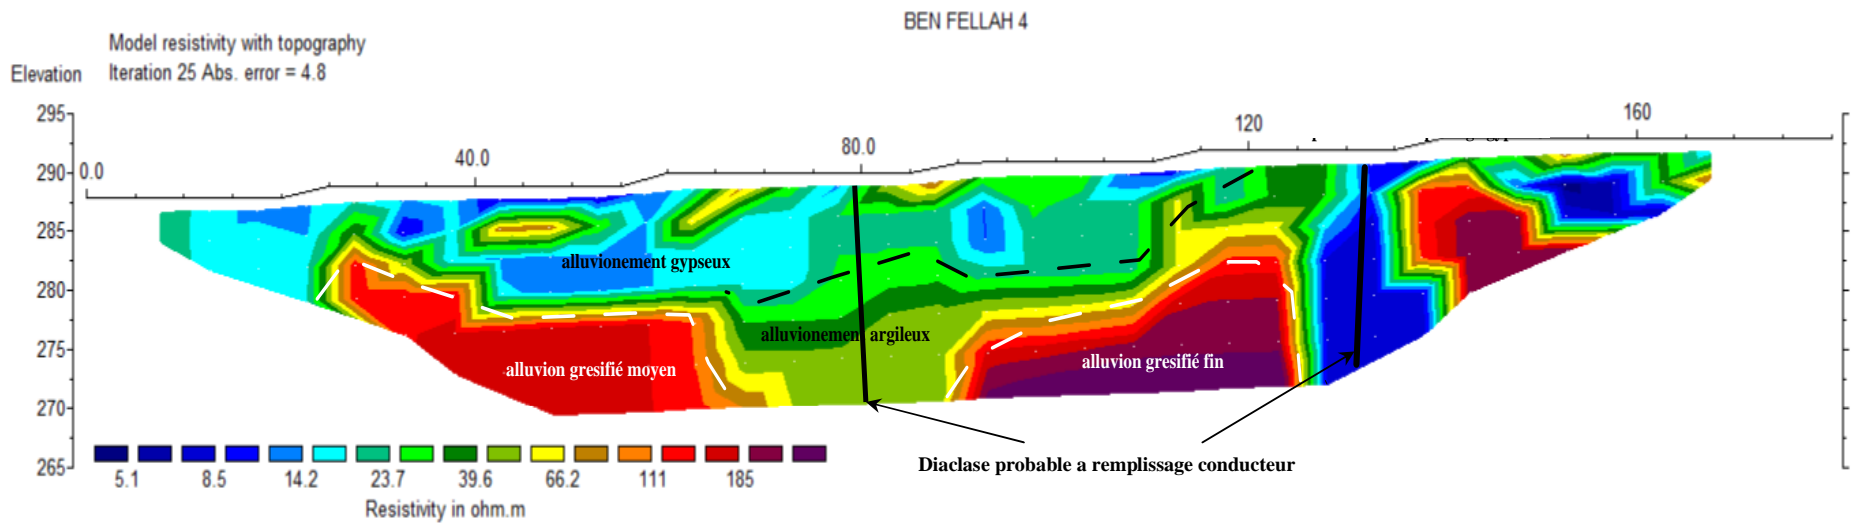 BEN FELLAH 4
Model resistivity with topography
Elevation Iteration 25 Abs. error = 4.8
295
160
120
80.0
40.0
290 0.0
285
alluvionement gypseux
280
alluvionement argileux
275
alluvion gresifié moyen
alluvion gresifié fin
270
265
Diaclase probable a remplissage conducteur
5.1 8.5 14.2 23.7 39.6 66.2 111 185
Resistivity in ohm.m